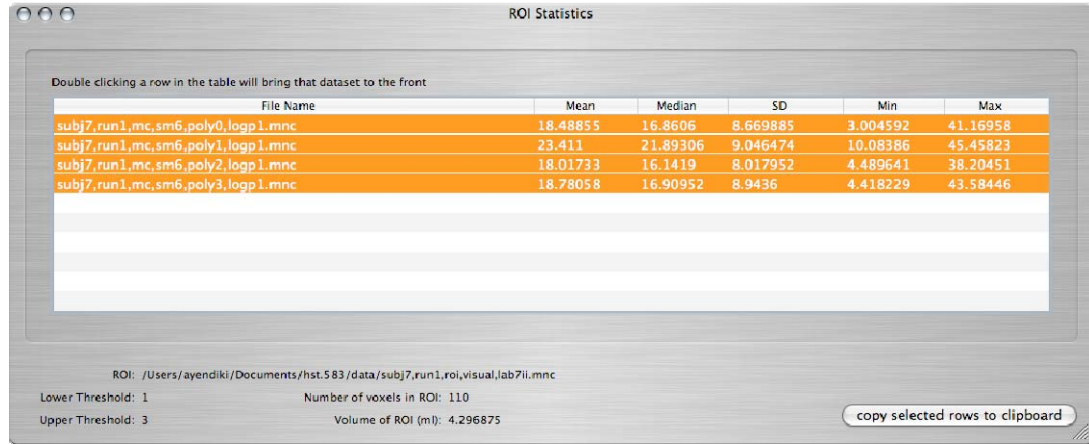 ROI Statistics
Double clicking a row in the table will bring that dataset to the front
File Name Mean Median SD Min Max
subj7,run1,mc,sm6,poly0,logp1.mnc 18.48855 16.8606 8.669885 3.004592 41.16958
subj7,run1,mc,sm6,poly1,logp1.mnc 23.411 21.89306 9.046474 10.08386 45.45823
subj7,run1,mc,sm6,poly2,logp1.mnc 18.01733 16.1419 8.017952 4.489641 38.20451
subj7,run1,mc,sm6,poly3,logp1.mnc 18.78058 16.90952 8.9436 4.418229 43.58446
ROI: /Users/ayendiki/Documents/hst.583/data/subj7,run1,roi,visual,lab7ii.mnc
Lower Threshold: 1 Number of voxels in ROI: 110
Upper Threshold: 3 Volume of ROI (ml): 4.296875
copy selected rows to clipboard